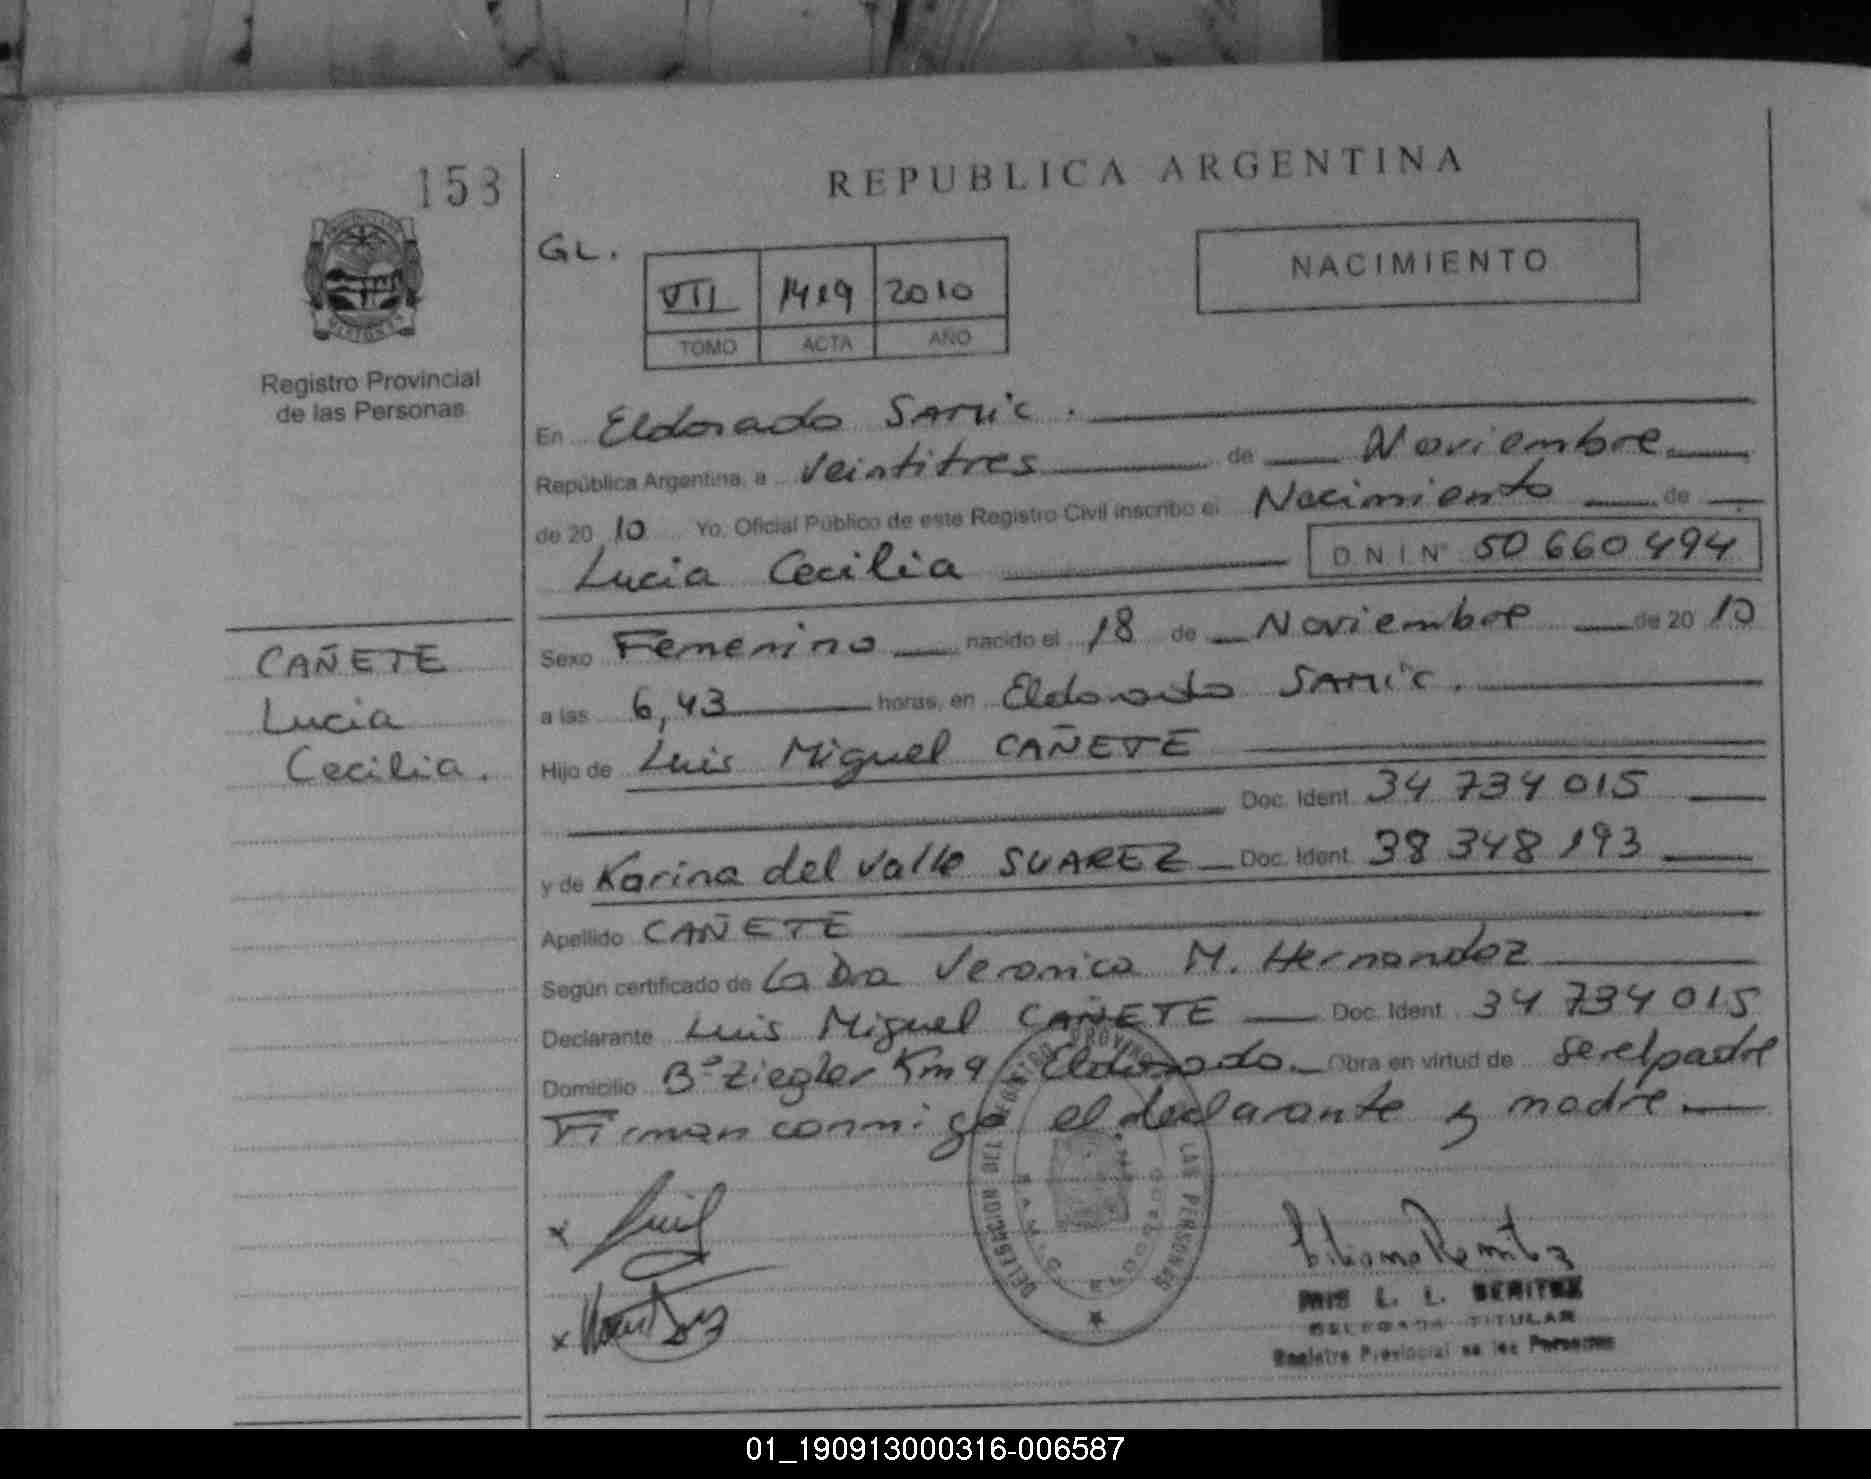 153
REPUBLICA ARGENTINA
GL.
VII 1419 2010
TOMO ACTA AÑO
NACIMIENTO
Registro Provincial
de las Personas
En Eldorado SAMIC.
República Argentina, a veintitres de Noviembre
de 20 10 Yo, Oficial Público de este Registro Civil inscribo el Nacimiento de
Lucia Cecilia D N I Nº 50 660 494
CAÑETE
Lucia
Cecilia.
Sexo Femenino nacido el 18 de Noviembre de 20 10
a las 6,43 horas, en Eldorado SAMIC.
Hijo de Luis Miguel CAÑETE
Doc. Ident. 34 734 015
y de Karina del valle SUAREZ Doc. Ident. 38 348 193
Apellido CAÑETE
Según certificado de La Dra Veronica M. Hernandez
Declarante Luis Miguel CAÑETE Doc. Ident. 34 734 015
Domicilio Bº Ziegler Km 9 Eldorado. Obra en virtud de ser el padre
Firman conmigo el declarante y madre
DELEGACION DEL REGISTRO PROVINCIAL LAS PERSONAS
L. L. BENITEZ
DELEGADA TITULAR
Registro Provincial de las Personas
01_190913000316-006587